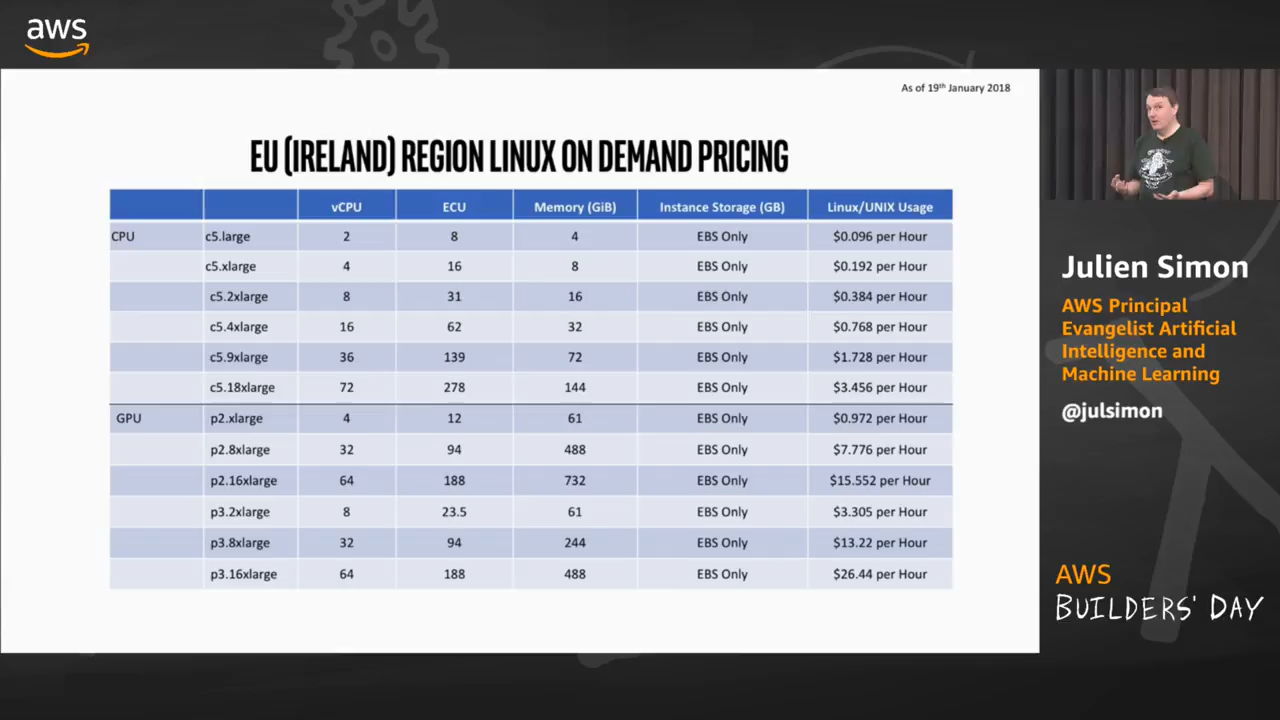 aws
As of 19th January 2018
EU (IRELAND) REGION LINUX ON DEMAND PRICING
vCPU ECU Memory (GiB) Instance Storage (GB) Linux/UNIX Usage
CPU c5.large 2 8 4 EBS Only $0.096 per Hour
c5.xlarge 4 16 8 EBS Only $0.192 per Hour
c5.2xlarge 8 31 16 EBS Only $0.384 per Hour
c5.4xlarge 16 62 32 EBS Only $0.768 per Hour
c5.9xlarge 36 139 72 EBS Only $1.728 per Hour
c5.18xlarge 72 278 144 EBS Only $3.456 per Hour
GPU p2.xlarge 4 12 61 EBS Only $0.972 per Hour
p2.8xlarge 32 94 488 EBS Only $7.776 per Hour
p2.16xlarge 64 188 732 EBS Only $15.552 per Hour
p3.2xlarge 8 23.5 61 EBS Only $3.305 per Hour
p3.8xlarge 32 94 244 EBS Only $13.22 per Hour
p3.16xlarge 64 188 488 EBS Only $26.44 per Hour
Julien Simon
AWS Principal
Evangelist Artificial
Intelligence and
Machine Learning
@julsimon
AWS
BUILDERS' DAY